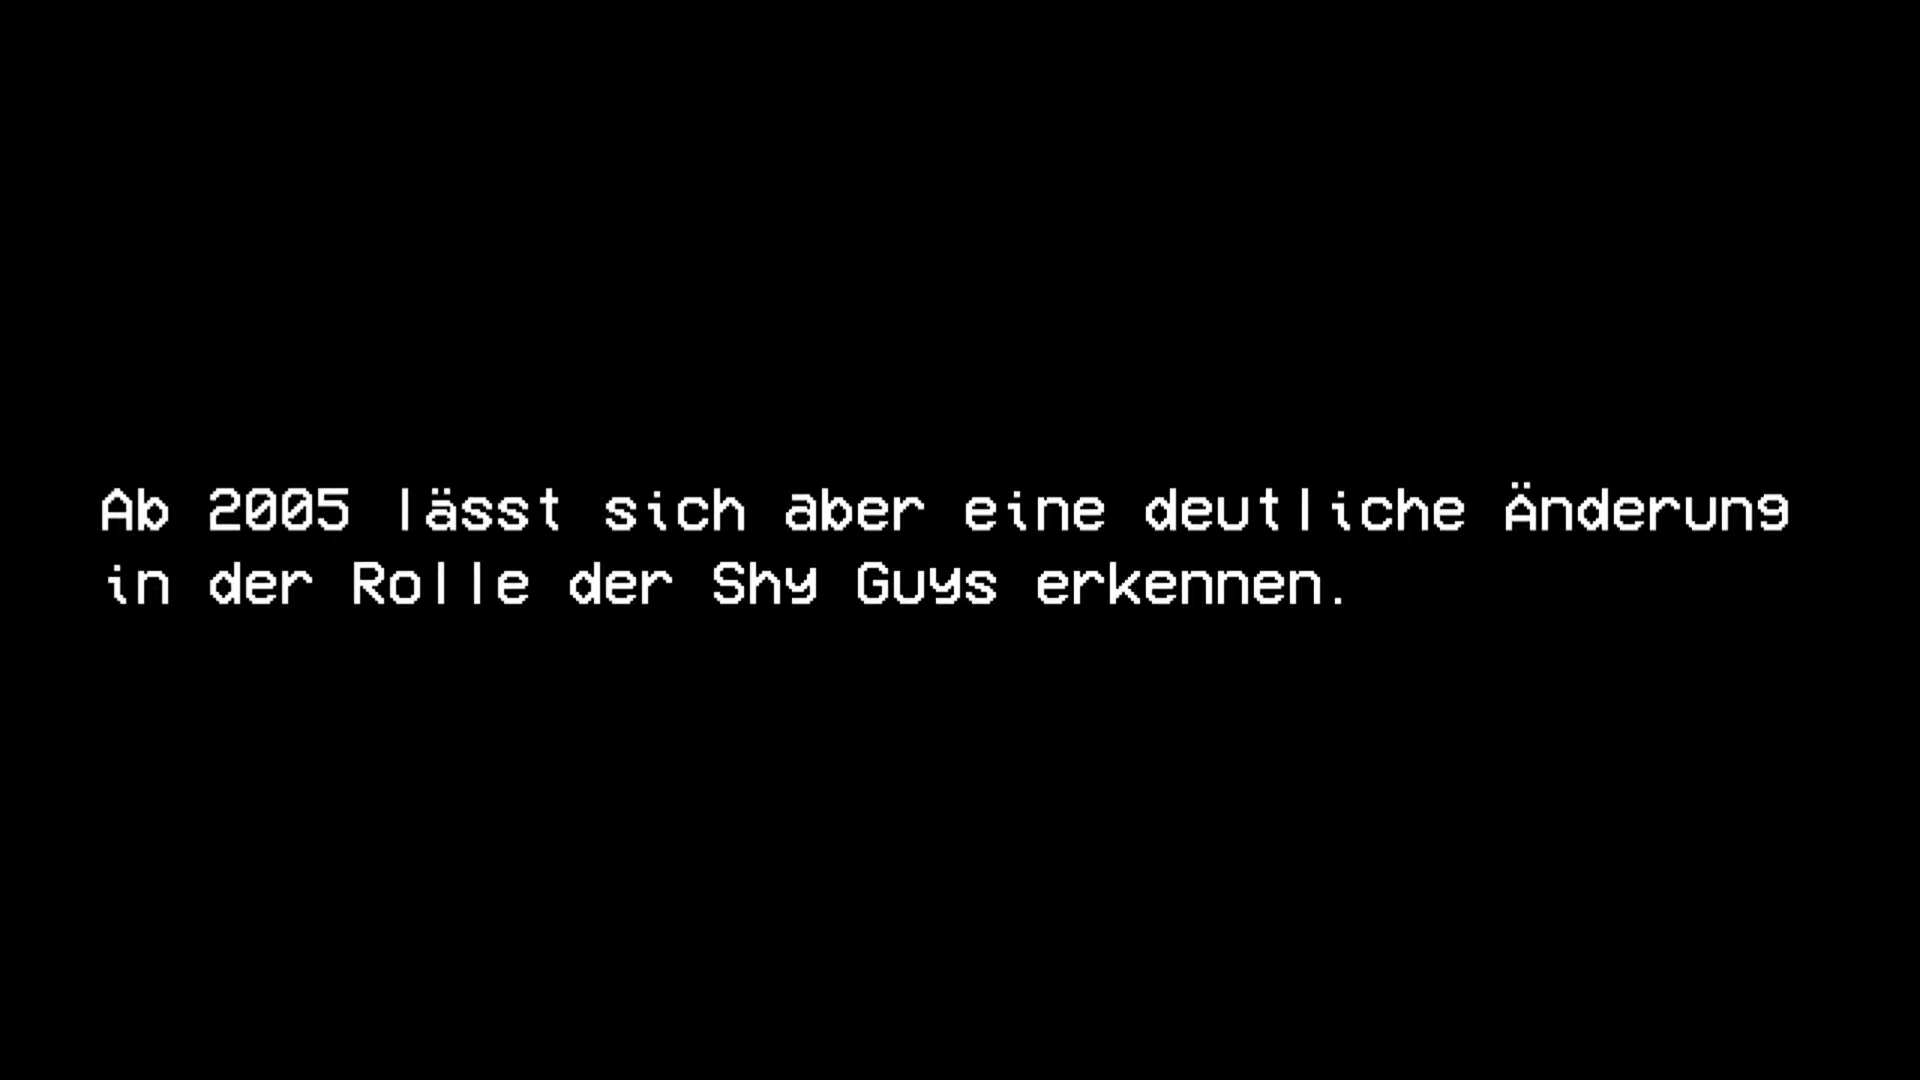 Ab 2005 lässt sich aber eine deutliche Änderung
in der Rolle der Shy Guys erkennen.